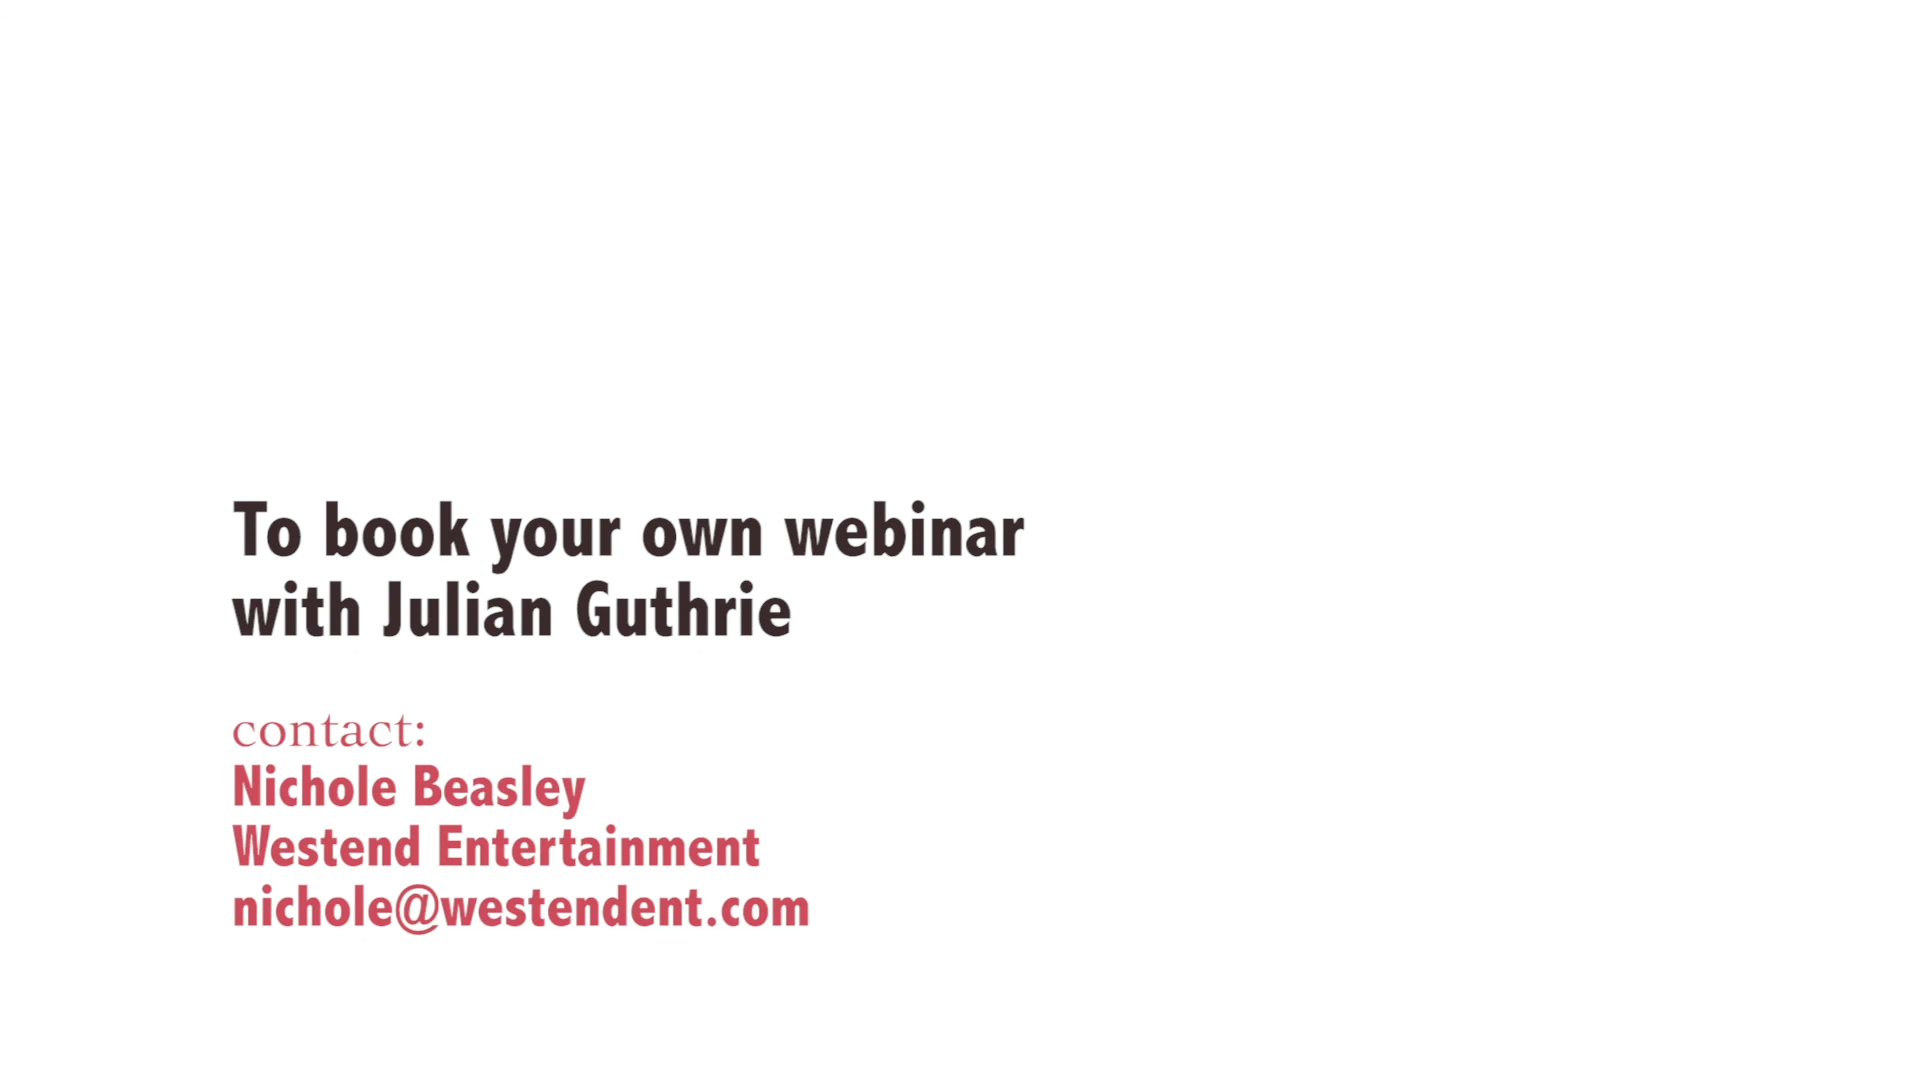 To book your own webinar
with Julian Guthrie
contact:
Nichole Beasley
Westend Entertainment
nichole@westendent.com